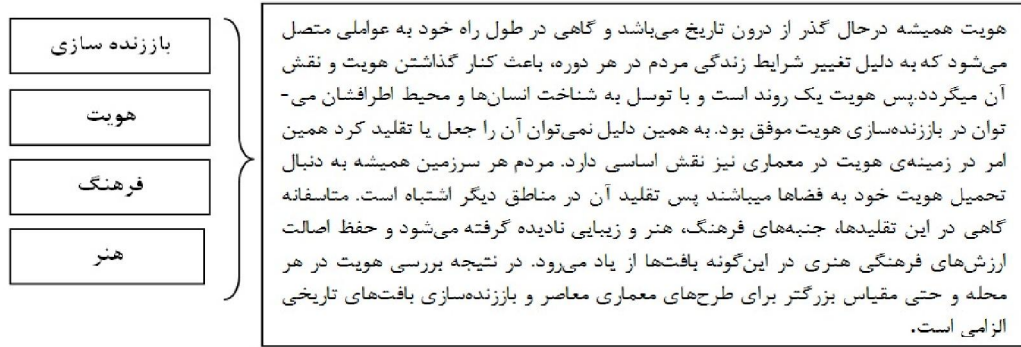 باززنده سازی
هویت
فرهنگ
هنر
هویت همیشه درحال گذر از درون تاریخ می‌باشد و گاهی در طول راه خود به عواملی متصل
می‌شود که به دلیل تغییر شرایط زندگی مردم در هر دوره، باعث کنار گذاشتن هویت و نقش
آن میگردد.پس هویت یک روند است و با توسل به شناخت انسان‌ها و محیط اطرافشان می-
توان در باززنده‌سازی هویت موفق بود. به همین دلیل نمی‌توان آن را جعل یا تقلید کرد همین
امر در زمینه‌ی هویت در معماری نیز نقش اساسی دارد. مردم هر سرزمین همیشه به دنبال
تحمیل هویت خود به فضاها میباشند پس تقلید آن در مناطق دیگر اشتباه است. متاسفانه
گاهی در این تقلیدها، جنبه‌های فرهنگ، هنر و زیبایی نادیده گرفته می‌شود و حفظ اصالت
ارزش‌های فرهنگی هنری در این‌گونه بافت‌ها از یاد می‌رود. در نتیجه بررسی هویت در هر
محله و حتی مقیاس بزرگتر برای طرح‌های معماری معاصر و باززنده‌سازی بافت‌های تاریخی
الزامی است.